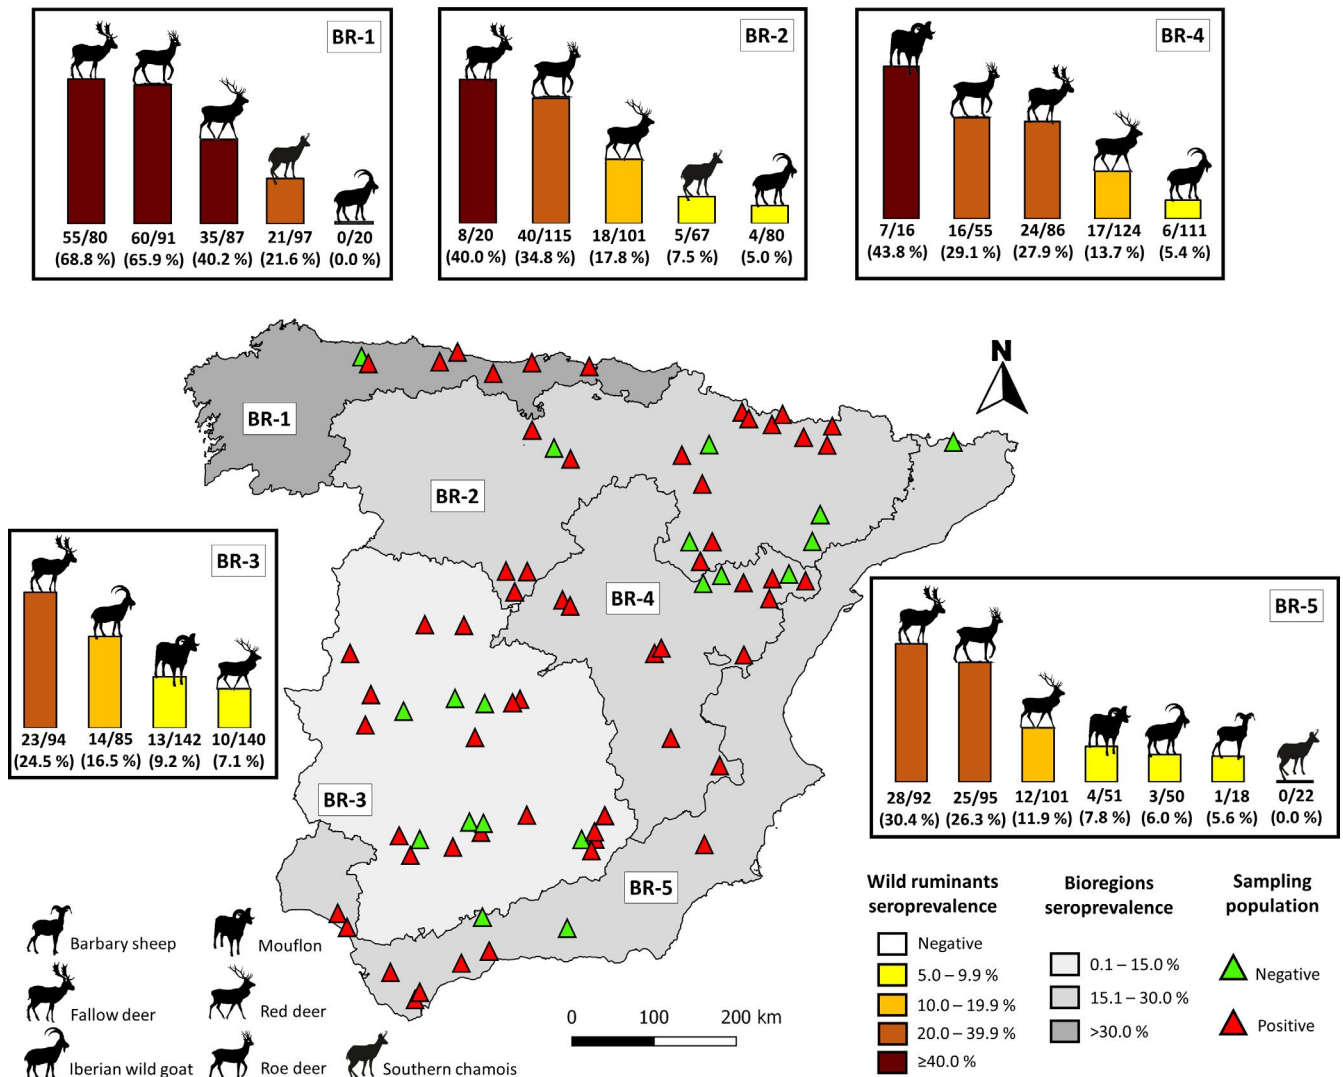 BR-1
55/80 60/91 35/87 21/97 0/20
(68.8 %) (65.9 %) (40.2 %) (21.6 %) (0.0 %)
BR-2
8/20 40/115 18/101 5/67 4/80
(40.0 %) (34.8 %) (17.8 %) (7.5 %) (5.0 %)
BR-4
7/16 16/55 24/86 17/124 6/111
(43.8 %) (29.1 %) (27.9 %) (13.7 %) (5.4 %)
N
BR-1
BR-2
BR-4
BR-3
BR-5
BR-3
23/94 14/85 13/142 10/140
(24.5 %) (16.5 %) (9.2 %) (7.1 %)
BR-5
28/92 25/95 12/101 4/51 3/50 1/18 0/22
(30.4 %) (26.3 %) (11.9 %) (7.8 %) (6.0 %) (5.6 %) (0.0 %)
Barbary sheep
Mouflon
Fallow deer
Red deer
Iberian wild goat
Roe deer
Southern chamois
0 100 200 km
Wild ruminants
seroprevalence
Negative
5.0 – 9.9 %
10.0 – 19.9 %
20.0 – 39.9 %
≥40.0 %
Bioregions
seroprevalence
0.1 – 15.0 %
15.1 – 30.0 %
>30.0 %
Sampling
population
Negative
Positive